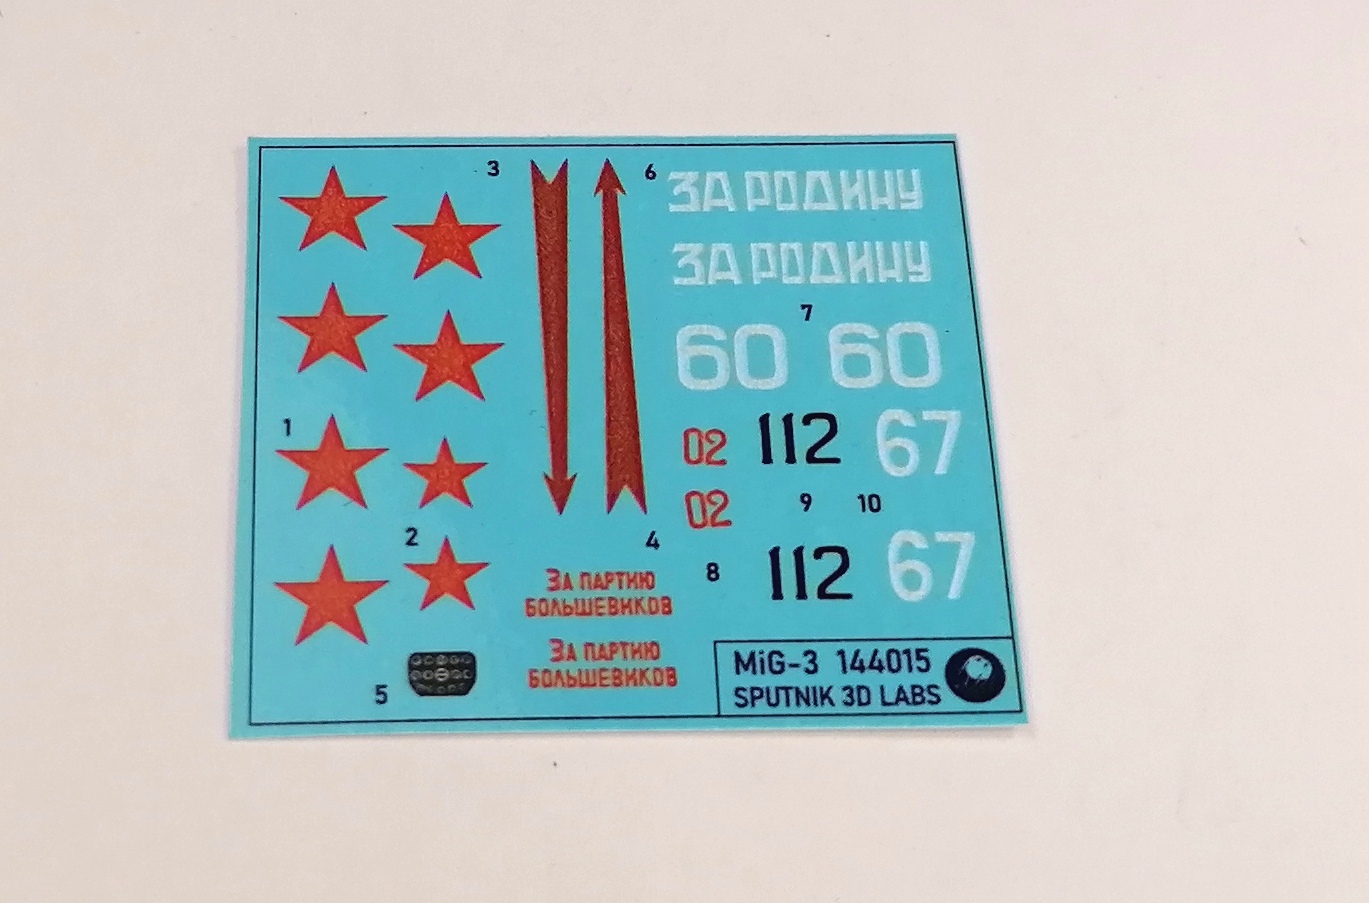 3
6
ЗА РОДИНУ
ЗА РОДИНУ
7
60 60
1
02 112 67
02
9 10
2
4
8
112 67
ЗА ПАРТИЮ
БОЛЬШЕВИКОВ
ЗА ПАРТИЮ
БОЛЬШЕВИКОВ
5
MiG-3 144015
SPUTNIK 3D LABS